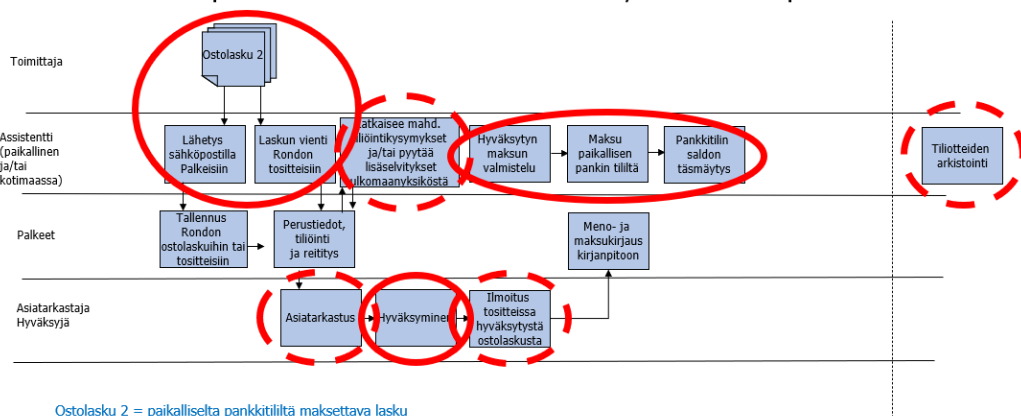 Toimittaja
Ostolasku 2
Assistentti
(paikallinen
ja/tai
kotimaassa)
Lähetys
sähköpostilla
Palkeisiin
Laskun vienti
Rondon
tositteisiin
Ratkaisee mahd.
tiliöintikysymykset
ja/tai pyytää
lisäselvitykset
ulkomaanyksiköstä
Hyväksytyn
maksun
valmistelu
Maksu
paikallisen
pankin tililtä
Pankkitilin
saldon
täsmäytys
Tiliotteiden
arkistointi
Palkeet
Tallennus
Rondon
ostolaskuihin tai
tositteisiin
Perustiedot,
tiliöinti
ja reititys
Meno- ja
maksukirjaus
kirjanpitoon
Asiatarkastaja
Hyväksyjä
Asiatarkastus
Hyväksyminen
Ilmoitus
tositteissa
hyväksytystä
ostolaskusta
Ostolasku 2 = paikalliselta pankkitililtä maksettava lasku